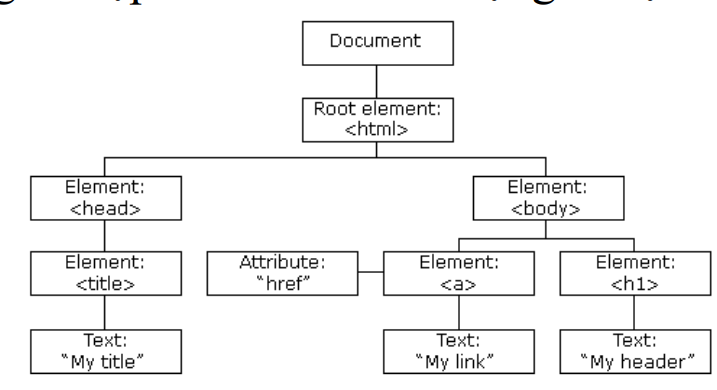 Document
Root element:
<html>
Element:
<head>
Element:
<body>
Element:
<title>
Attribute:
"href"
Element:
<a>
Element:
<h1>
Text:
"My title"
Text:
"My link"
Text:
"My header"